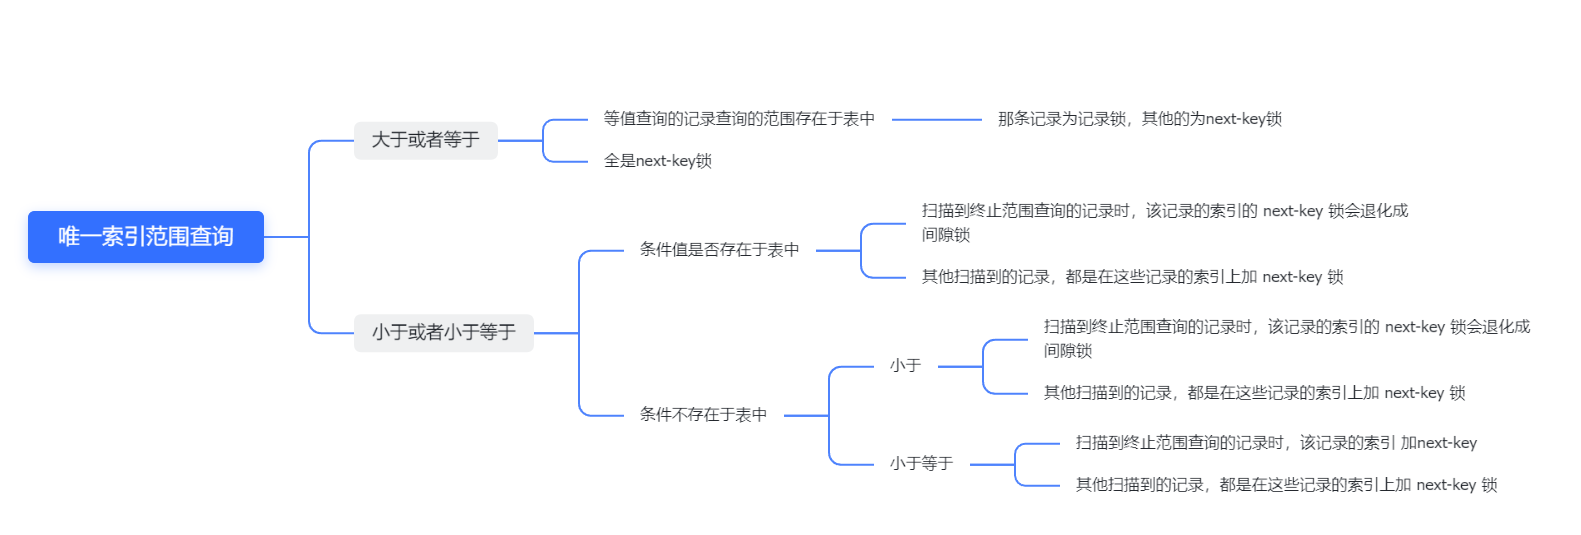 唯一索引范围查询
大于或者等于
等值查询的记录查询的范围存在于表中
那条记录为记录锁，其他的为next-key锁
全是next-key锁
小于或者小于等于
条件值是否存在于表中
扫描到终止范围查询的记录时，该记录的索引的 next-key 锁会退化成
间隙锁
其他扫描到的记录，都是在这些记录的索引上加 next-key 锁
条件不存在于表中
小于
扫描到终止范围查询的记录时，该记录的索引的 next-key 锁会退化成
间隙锁
其他扫描到的记录，都是在这些记录的索引上加 next-key 锁
小于等于
扫描到终止范围查询的记录时，该记录的索引 加next-key
其他扫描到的记录，都是在这些记录的索引上加 next-key 锁